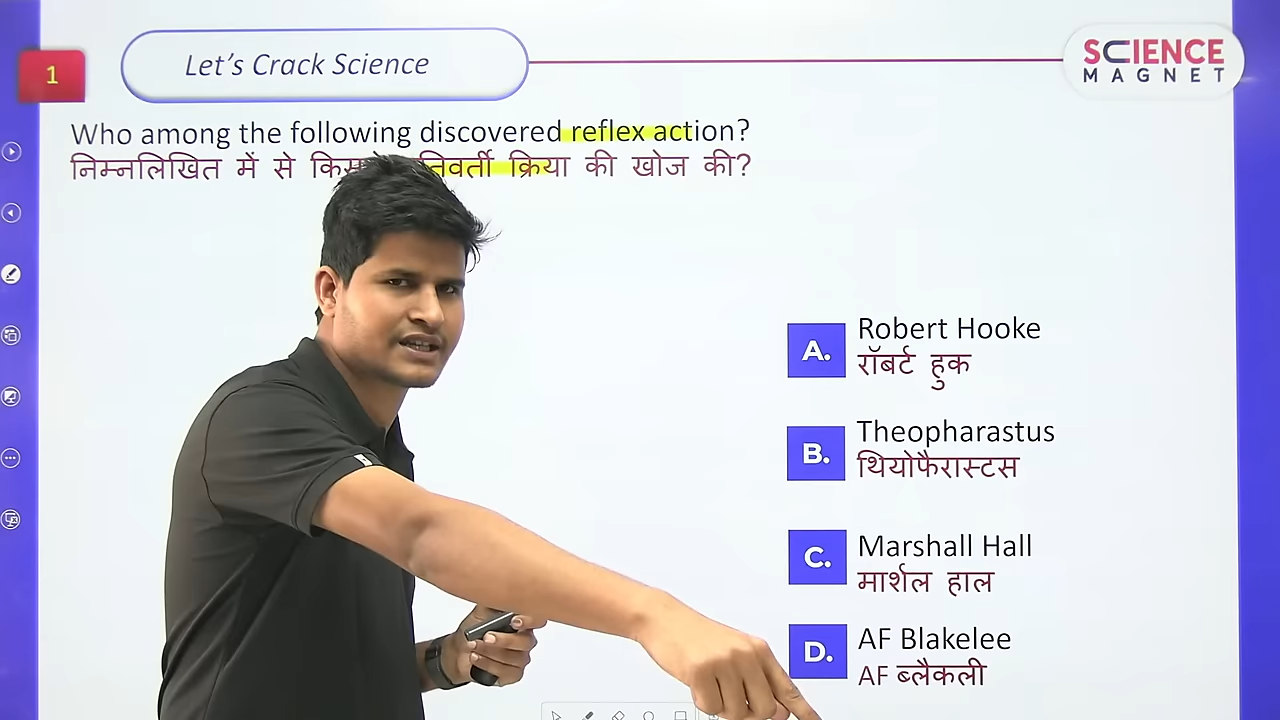 1
Let's Crack Science
SCIENCE
MAGNET
Who among the following discovered reflex action?
निम्नलिखित में से क्रिया की खोज की?
A.
Robert Hooke
रॉबर्ट हुक
B.
Theopharastus
थियोफैरास्टस
C.
Marshall Hall
मार्शल हाल
D.
AF Blakelee
AF ब्लैकली